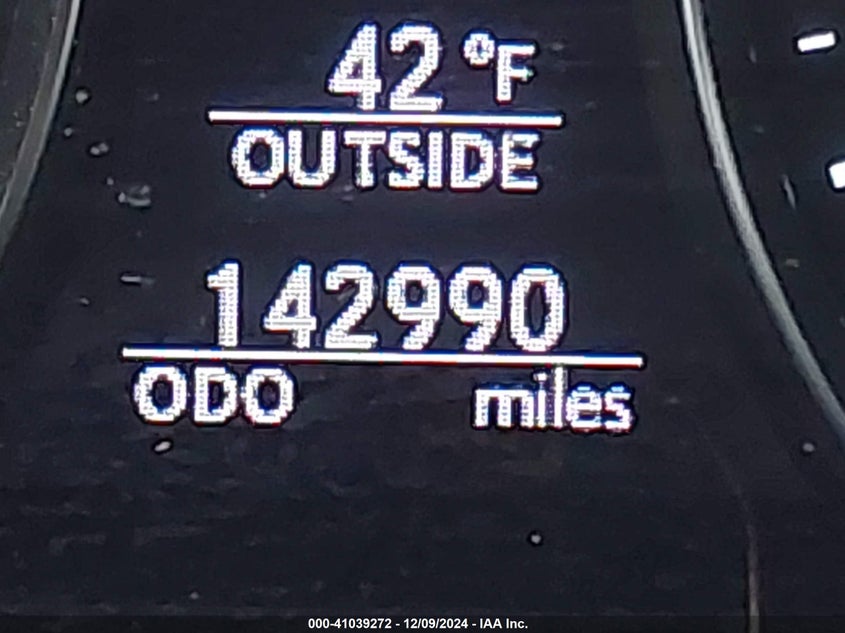 42 °F
OUTSIDE
142990
ODO miles
000-41039272 - 12/09/2024 - IAA Inc.